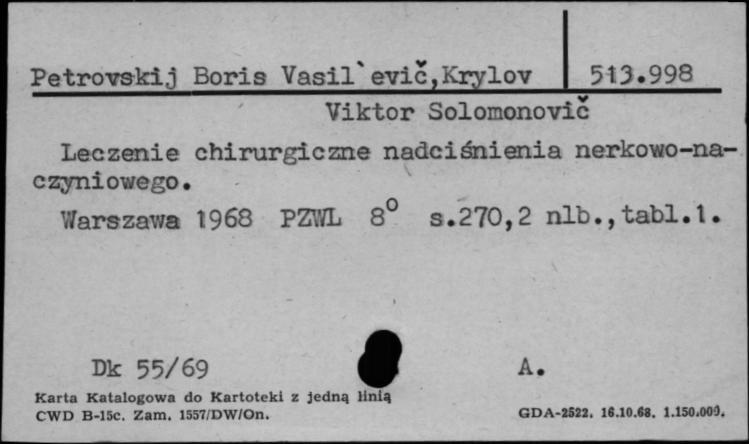 Petrovskij Boris Vasil`evič,Krylov 513.998
Viktor Solomonovič
Leczenie chirurgiczne nadciśnienia nerkowo-na-
czyniowego.
Warszawa 1968 PZWL 8° s.270,2 nlb.,tabl.1.
Dk 55/69 A.
Karta Katalogowa do Kartoteki z jedną linią
CWD B-15c. Zam. 1557/DW/On. GDA-2522. 16.10.68. 1.150.000.